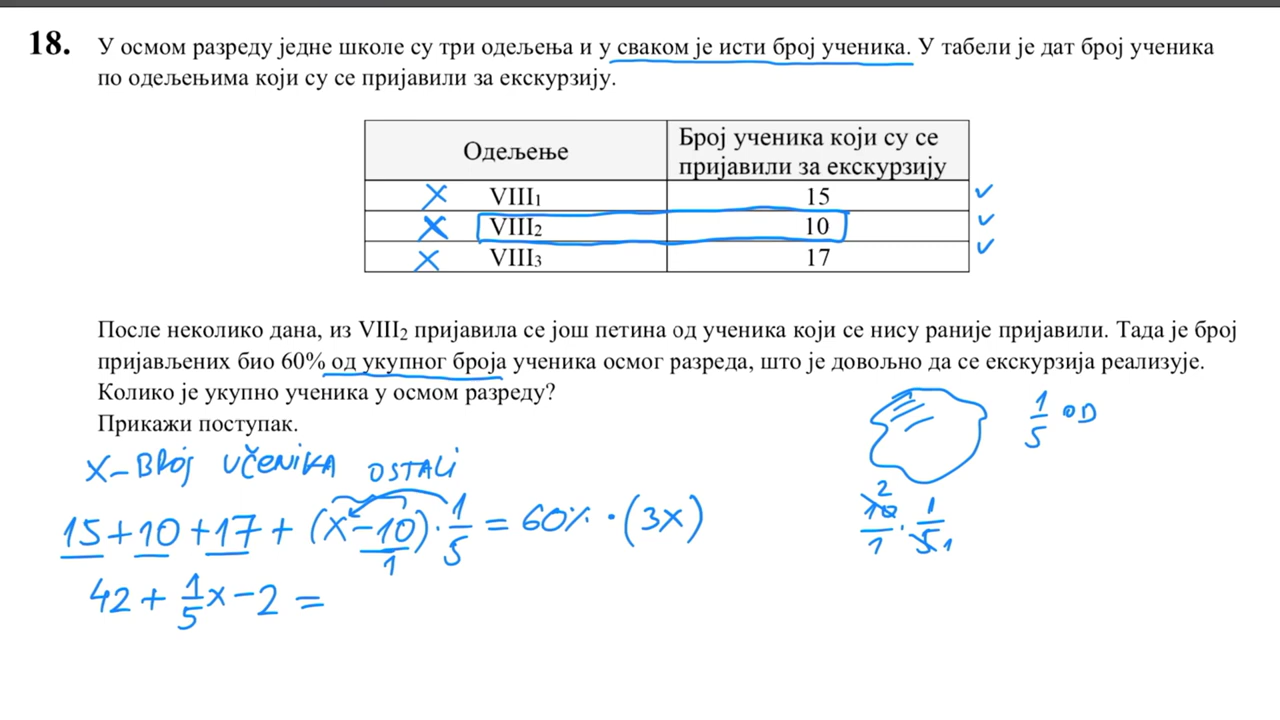 18. У осмом разреду једне школе су три одељења и у сваком је исти број ученика. У табели је дат број ученика
по одељењима који су се пријавили за екскурзију.
Одељење
Број ученика који су се
пријавили за екскурзију
VIII₁ 15
VIII₂ 10
VIII₃ 17
После неколико дана, из VIII₂ пријавила се још петина од ученика који се нису раније пријавили. Тада је број
пријављених био 60% од укупног броја ученика осмог разреда, што је довољно да се екскурзија реализује.
Колико је укупно ученика у осмом разреду?
Прикажи поступак.
1/5 OD
X - BROJ UČENIKA OSTALI
2
10/1 · 1/5 1
15 + 10 + 17 + (x - 10)/1 · 1/5 = 60% · (3x)
42 + 1/5 x - 2 =